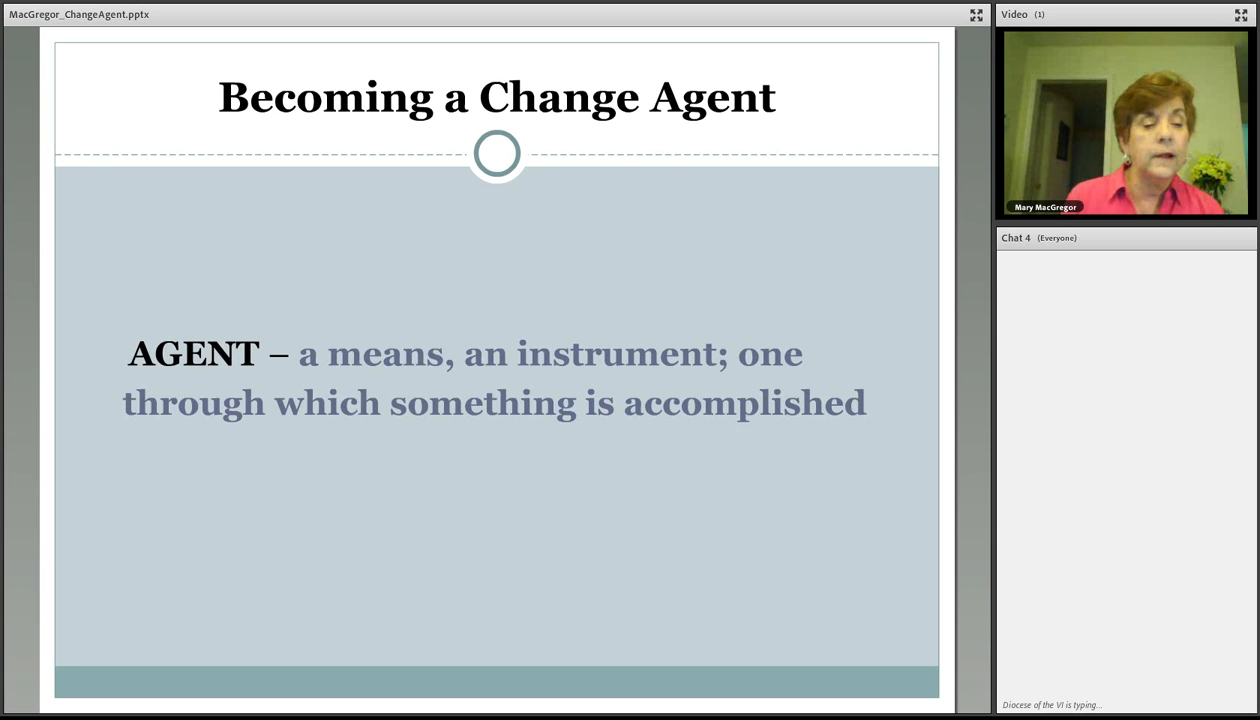 MacGregor_ChangeAgent.pptx
Becoming a Change Agent
AGENT – a means, an instrument; one
through which something is accomplished
Video (1)
Mary MacGregor
Chat 4 (Everyone)
Diocese of the VI is typing...